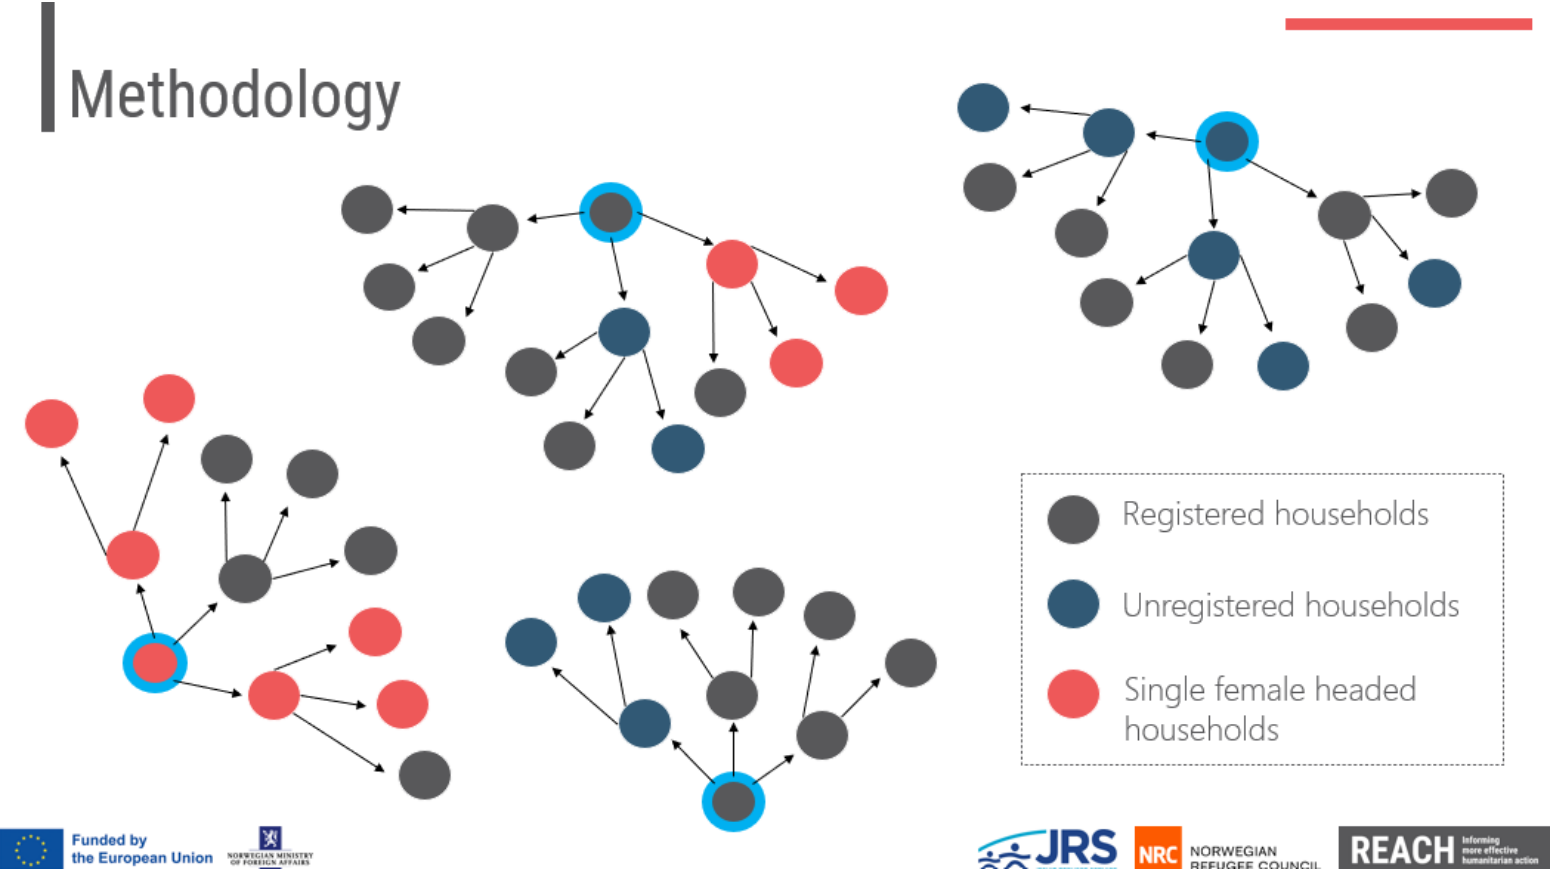 Methodology
Registered households
Unregistered households
Single female headed
households
Funded by
the European Union
NORWEGIAN MINISTRY
OF FOREIGN AFFAIRS
JRS
NRC
NORWEGIAN
REFUGEE COUNCIL
REACH
Informing
more effective
humanitarian action